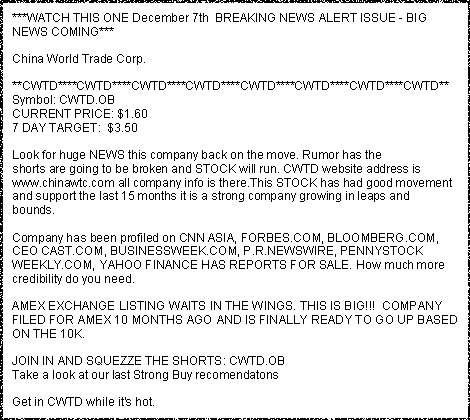 ***WATCH THIS ONE December 7th  BREAKING NEWS ALERT ISSUE - BIG
NEWS COMING***
China World Trade Corp.
**CWTD****CWTD****CWTD****CWTD****CWTD****CWTD****CWTD****CWTD**
Symbol: CWTD.OB
CURRENT PRICE: $1.60
7 DAY TARGET:  $3.50
Look for huge NEWS this company back on the move. Rumor has the
shorts are going to be broken and STOCK will run. CWTD website address is
www.chinawtc.com all company info is there.This STOCK has had good movement
and support the last 15 months it is a strong company growing in leaps and
bounds.
Company has been profiled on CNN ASIA, FORBES.COM, BLOOMBERG.COM,
CEO CAST.COM, BUSINESSWEEK.COM, P.R.NEWSWIRE, PENNYSTOCK
WEEKLY.COM, YAHOO FINANCE HAS REPORTS FOR SALE. How much more
credibility do you need.
AMEX EXCHANGE LISTING WAITS IN THE WINGS. THIS IS BIG!!!  COMPANY
FILED FOR AMEX 10 MONTHS AGO AND IS FINALLY READY TO GO UP BASED
ON THE 10K.
JOIN IN AND SQUEZZE THE SHORTS: CWTD.OB
Take a look at our last Strong Buy recomendatons
Get in CWTD while it's hot.